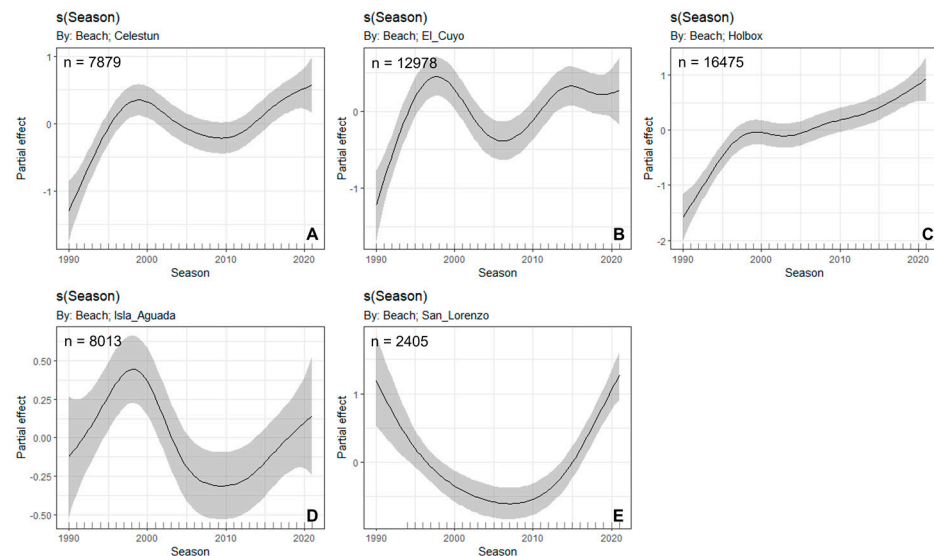 s(Season)
By: Beach; Celestun
n = 7879
1
0
-1
Partial effect
A
1990
2000
2010
2020
Season
s(Season)
By: Beach; El_Cuyo
n = 12978
0
-1
Partial effect
B
1990
2000
2010
2020
Season
s(Season)
By: Beach; Holbox
n = 16475
1
0
-1
-2
Partial effect
C
1990
2000
2010
2020
Season
s(Season)
By: Beach; Isla_Aguada
n = 8013
0.50
0.25
0.00
-0.25
-0.50
Partial effect
D
1990
2000
2010
2020
Season
s(Season)
By: Beach; San_Lorenzo
n = 2405
1
0
Partial effect
E
1990
2000
2010
2020
Season